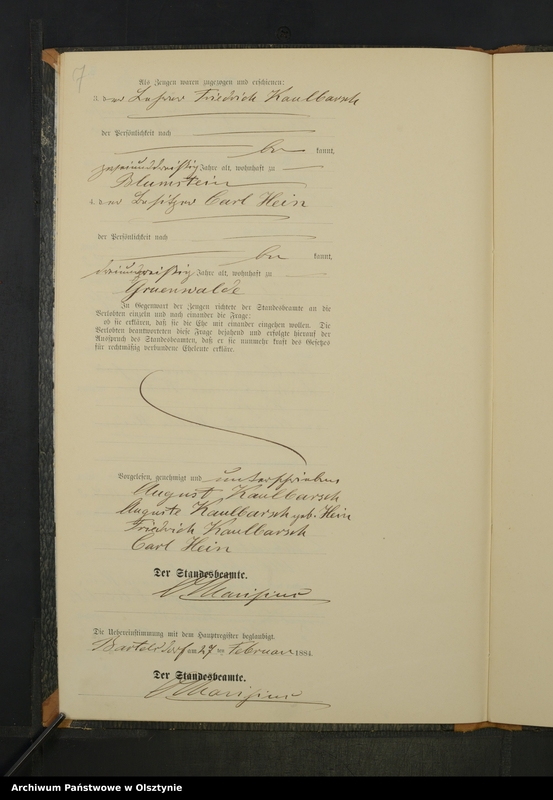 7
Als Zeugen waren zugezogen und erschienen:
3. der Lehrer Friedrich Kaulbarsch
der Persönlichkeit nach
be kannt,
zweiunddreißig Jahre alt, wohnhaft zu
Blumstein
4. der Besitzer Carl Hein
der Persönlichkeit nach
be kannt,
Jahre alt, wohnhaft zu
Gruenwalde
In Gegenwart der Zeugen richtete der Standesbeamte an die
Verlobten einzeln und nach einander die Frage:
ob sie erklären, daß sie die Ehe mit einander eingehen wollen. Die
Verlobten beantworteten diese Frage bejahend und erfolgte hierauf der
Ausspruch des Standesbeamten, daß er sie nunmehr kraft des Gesetzes
für rechtmäßig verbundene Eheleute erkläre.
Vorgelesen, genehmigt und unterschrieben
August Kaulbarsch
Auguste Kaulbarsch geb. Hein
Friedrich Kaulbarsch
Carl Hein
Der Standesbeamte.
Die Uebereinstimmung mit dem Hauptregister beglaubigt.
Bartelsdorf am 27 ten Februar 1884
Der Standesbeamte.
Archiwum Państwowe w Olsztynie